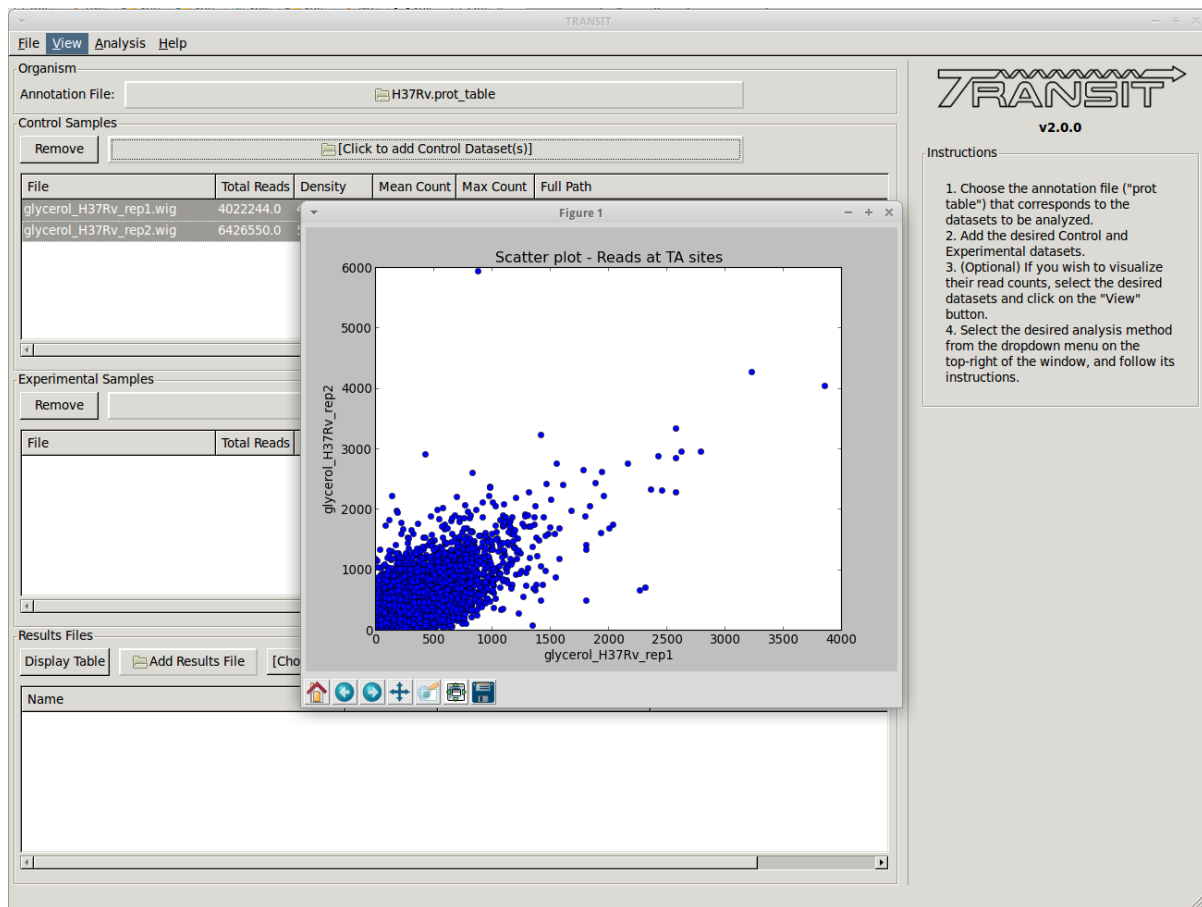 TRANSIT
File View Analysis Help
Organism
Annotation File: H37Rv.prot_table
Control Samples
Remove [Click to add Control Dataset(s)]
File Total Reads Density Mean Count Max Count Full Path
glycerol_H37Rv_rep1.wig 4022244.0
glycerol_H37Rv_rep2.wig 6426550.0
Experimental Samples
Remove
File Total Reads
Results Files
Display Table Add Results File [Cho
Name
Figure 1
Scatter plot - Reads at TA sites
6000
5000
4000
3000
2000
1000
0
glycerol_H37Rv_rep2
0 500 1000 1500 2000 2500 3000 3500 4000
glycerol_H37Rv_rep1
TRANSIT
v2.0.0
Instructions
1. Choose the annotation file ("prot
table") that corresponds to the
datasets to be analyzed.
2. Add the desired Control and
Experimental datasets.
3. (Optional) If you wish to visualize
their read counts, select the desired
datasets and click on the "View"
button.
4. Select the desired analysis method
from the dropdown menu on the
top-right of the window, and follow its
instructions.